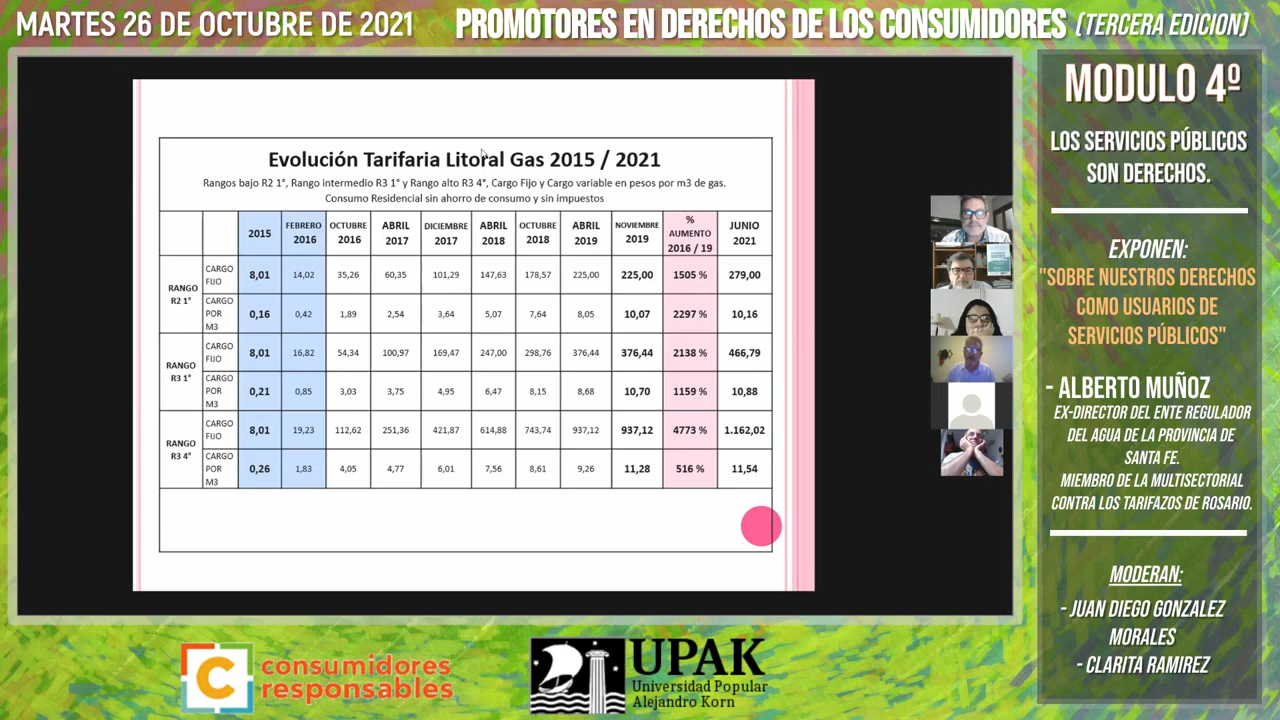 MARTES 26 DE OCTUBRE DE 2021
PROMOTORES EN DERECHOS DE LOS CONSUMIDORES (TERCERA EDICION)
Evolución Tarifaria Litoral Gas 2015 / 2021
Rangos bajo R2 1°, Rango intermedio R3 1° y Rango alto R3 4°, Cargo Fijo y Cargo variable en pesos por m3 de gas.
Consumo Residencial sin ahorro de consumo y sin impuestos
2015 FEBRERO 2016 OCTUBRE 2016 ABRIL 2017 DICIEMBRE 2017 ABRIL 2018 OCTUBRE 2018 ABRIL 2019 NOVIEMBRE 2019 % AUMENTO 2016 / 19 JUNIO 2021
RANGO R2 1°
CARGO FIJO 8,01 14,02 35,26 60,35 101,29 147,63 178,57 225,00 225,00 1505 % 279,00
CARGO POR M3 0,16 0,42 1,89 2,54 3,64 5,07 7,64 8,05 10,07 2297 % 10,16
RANGO R3 1°
CARGO FIJO 8,01 16,82 54,34 100,97 169,47 247,00 298,76 376,44 376,44 2138 % 466,79
CARGO POR M3 0,21 0,85 3,03 3,75 4,95 6,47 8,15 8,68 10,70 1159 % 10,88
RANGO R3 4°
CARGO FIJO 8,01 19,23 112,62 251,36 421,87 614,88 743,74 937,12 937,12 4773 % 1.162,02
CARGO POR M3 0,26 1,83 4,05 4,77 6,01 7,56 8,61 9,26 11,28 516 % 11,54
MODULO 4º
LOS SERVICIOS PÚBLICOS
SON DERECHOS.
EXPONEN:
"SOBRE NUESTROS DERECHOS
COMO USUARIOS DE
SERVICIOS PÚBLICOS"
- ALBERTO MUÑOZ
EX-DIRECTOR DEL ENTE REGULADOR
DEL AGUA DE LA PROVINCIA DE
SANTA FE.
MIEMBRO DE LA MULTISECTORIAL
CONTRA LOS TARIFAZOS DE ROSARIO.
MODERAN:
- JUAN DIEGO GONZALEZ
MORALES
- CLARITA RAMIREZ
C consumidores
responsables
UPAK
Universidad Popular
Alejandro Korn